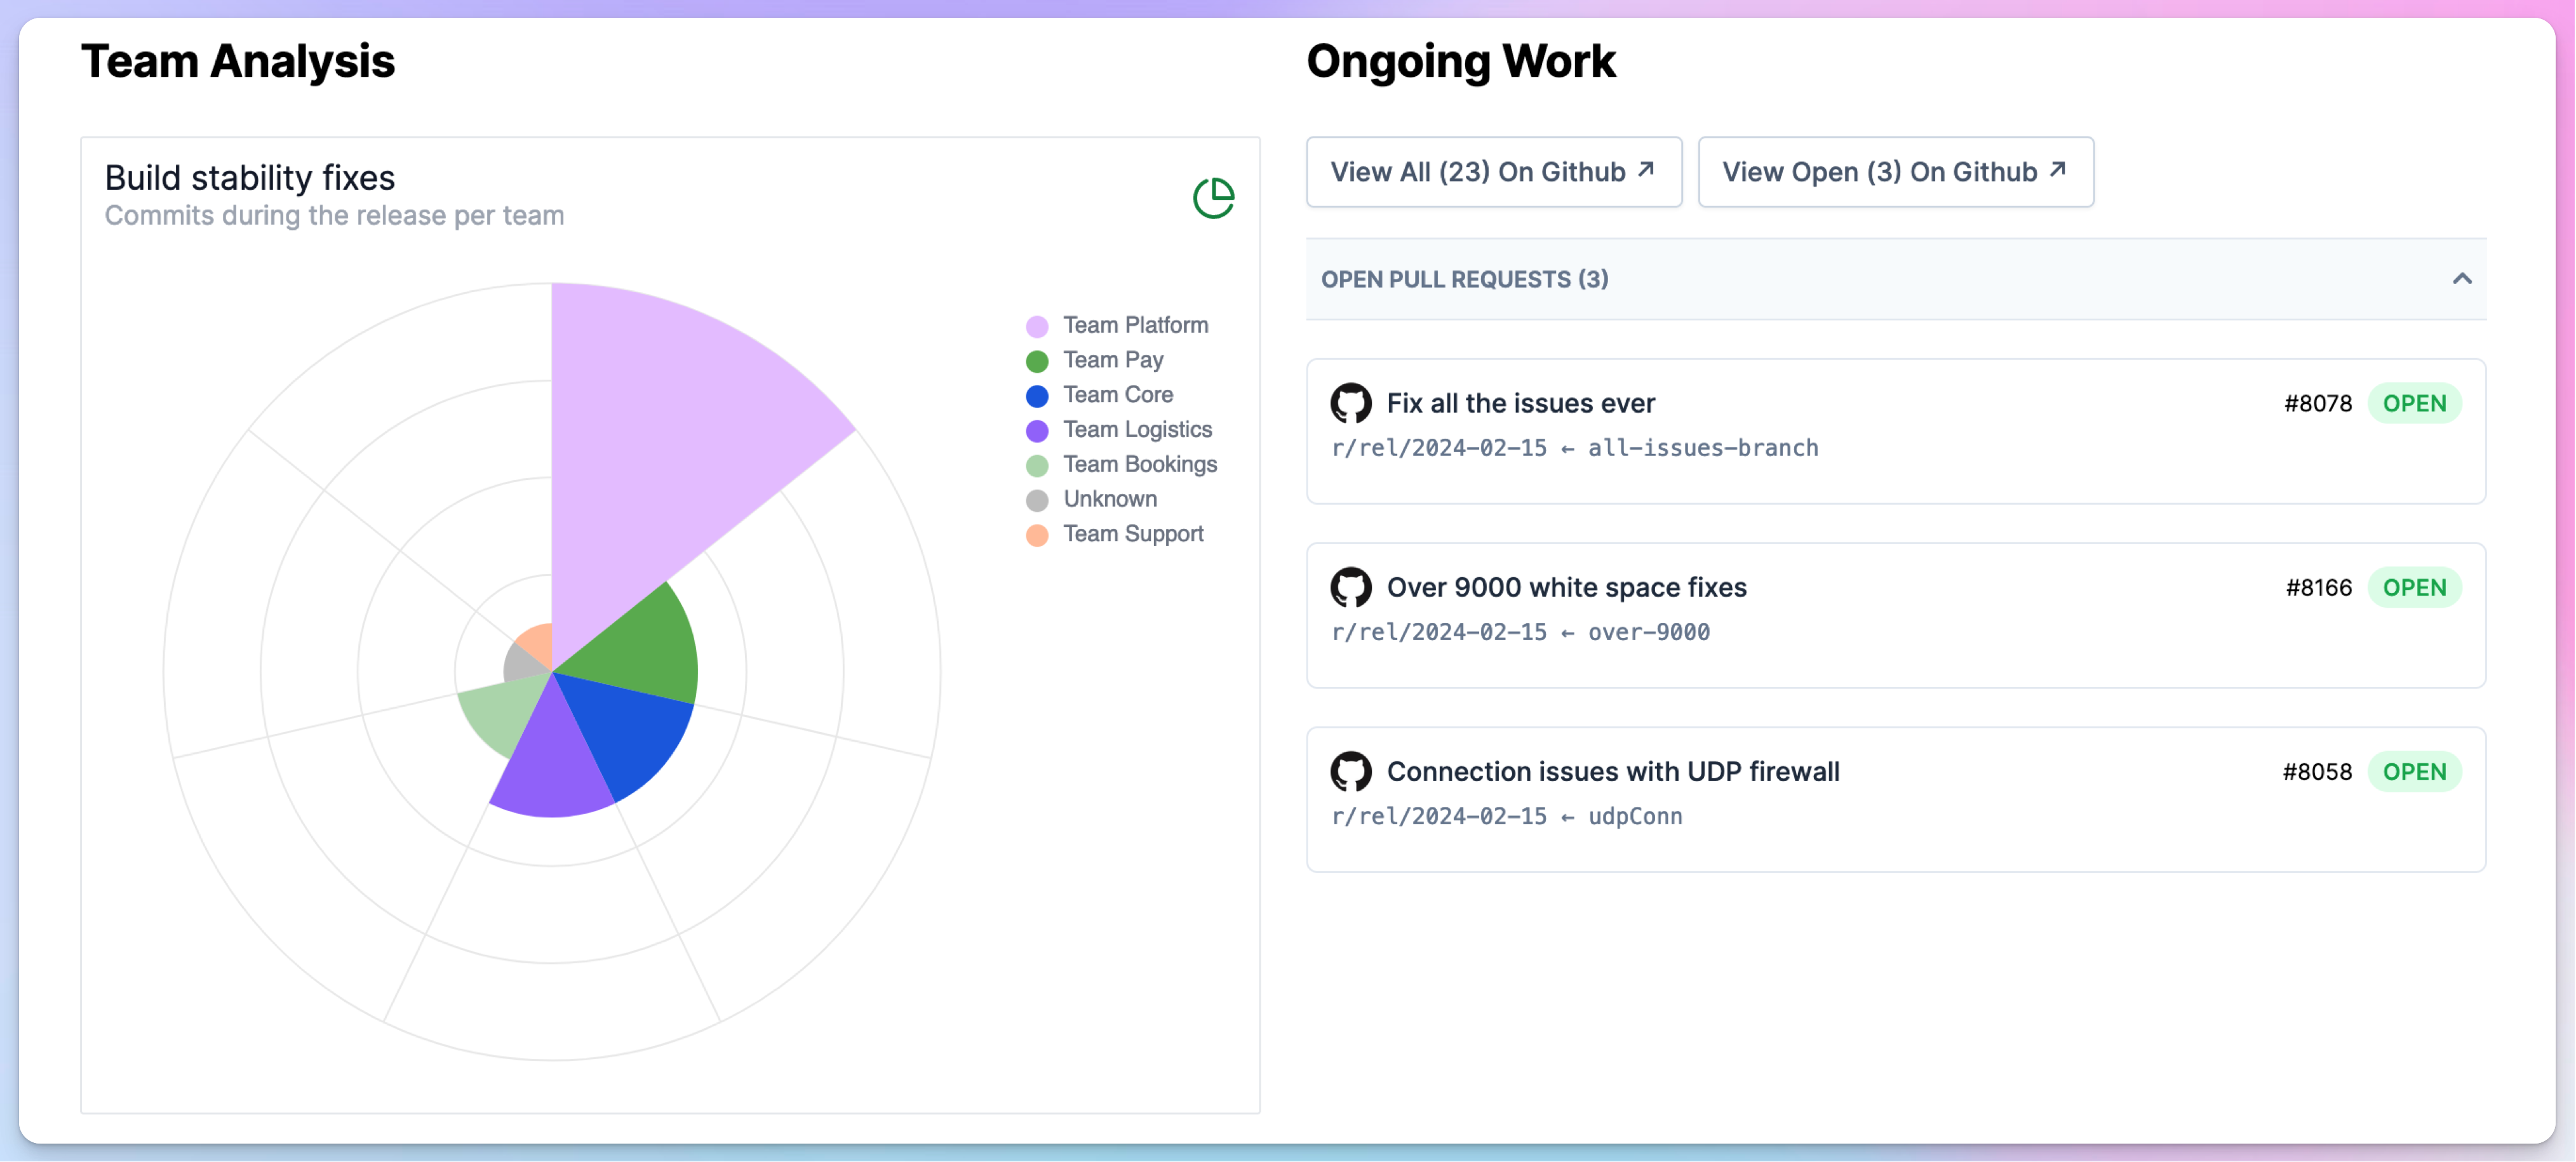 Team Analysis
Build stability fixes
Commits during the release per team
Team Platform
Team Pay
Team Core
Team Logistics
Team Bookings
Unknown
Team Support
Ongoing Work
View All (23) On Github ↗
View Open (3) On Github ↗
OPEN PULL REQUESTS (3)
Fix all the issues ever #8078 OPEN
r/rel/2024-02-15 ← all-issues-branch
Over 9000 white space fixes #8166 OPEN
r/rel/2024-02-15 ← over-9000
Connection issues with UDP firewall #8058 OPEN
r/rel/2024-02-15 ← udpConn